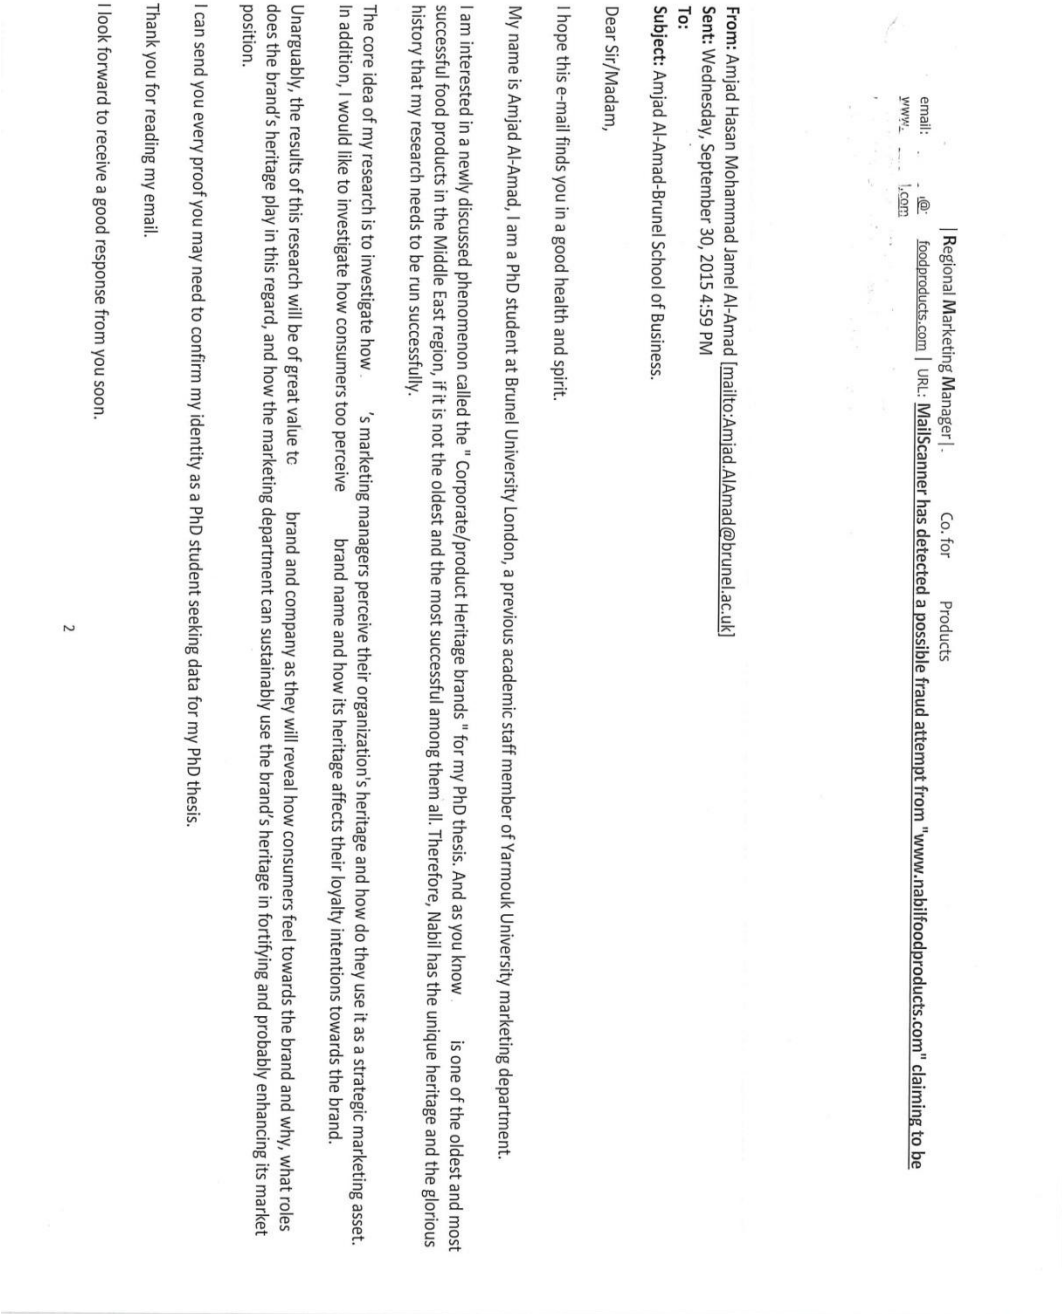 |Regional Marketing Manager|. Co. for Products
email: @ foodproducts.com | URL: MailScanner has detected a possible fraud attempt from "www.nabilfoodproducts.com" claiming to be
www. l.com
From: Amjad Hasan Mohammad Jamel Al-Amad [mailto:Amjad.AlAmad@brunel.ac.uk]
Sent: Wednesday, September 30, 2015 4:59 PM
To:
Subject: Amjad Al-Amad-Brunel School of Business.
Dear Sir/Madam,
I hope this e-mail finds you in a good health and spirit.
My name is Amjad Al-Amad, I am a PhD student at Brunel University London, a previous academic staff member of Yarmouk University marketing department.
I am interested in a newly discussed phenomenon called the " Corporate/product Heritage brands " for my PhD thesis. And as you know is one of the oldest and most
successful food products in the Middle East region, if it is not the oldest and the most successful among them all. Therefore, Nabil has the unique heritage and the glorious
history that my research needs to be run successfully.
The core idea of my research is to investigate how 's marketing managers perceive their organization's heritage and how do they use it as a strategic marketing asset.
In addition, I would like to investigate how consumers too perceive brand name and how its heritage affects their loyalty intentions towards the brand.
Unarguably, the results of this research will be of great value to brand and company as they will reveal how consumers feel towards the brand and why, what roles
does the brand's heritage play in this regard, and how the marketing department can sustainably use the brand's heritage in fortifying and probably enhancing its market
position.
I can send you every proof you may need to confirm my identity as a PhD student seeking data for my PhD thesis.
Thank you for reading my email.
I look forward to receive a good response from you soon.
2